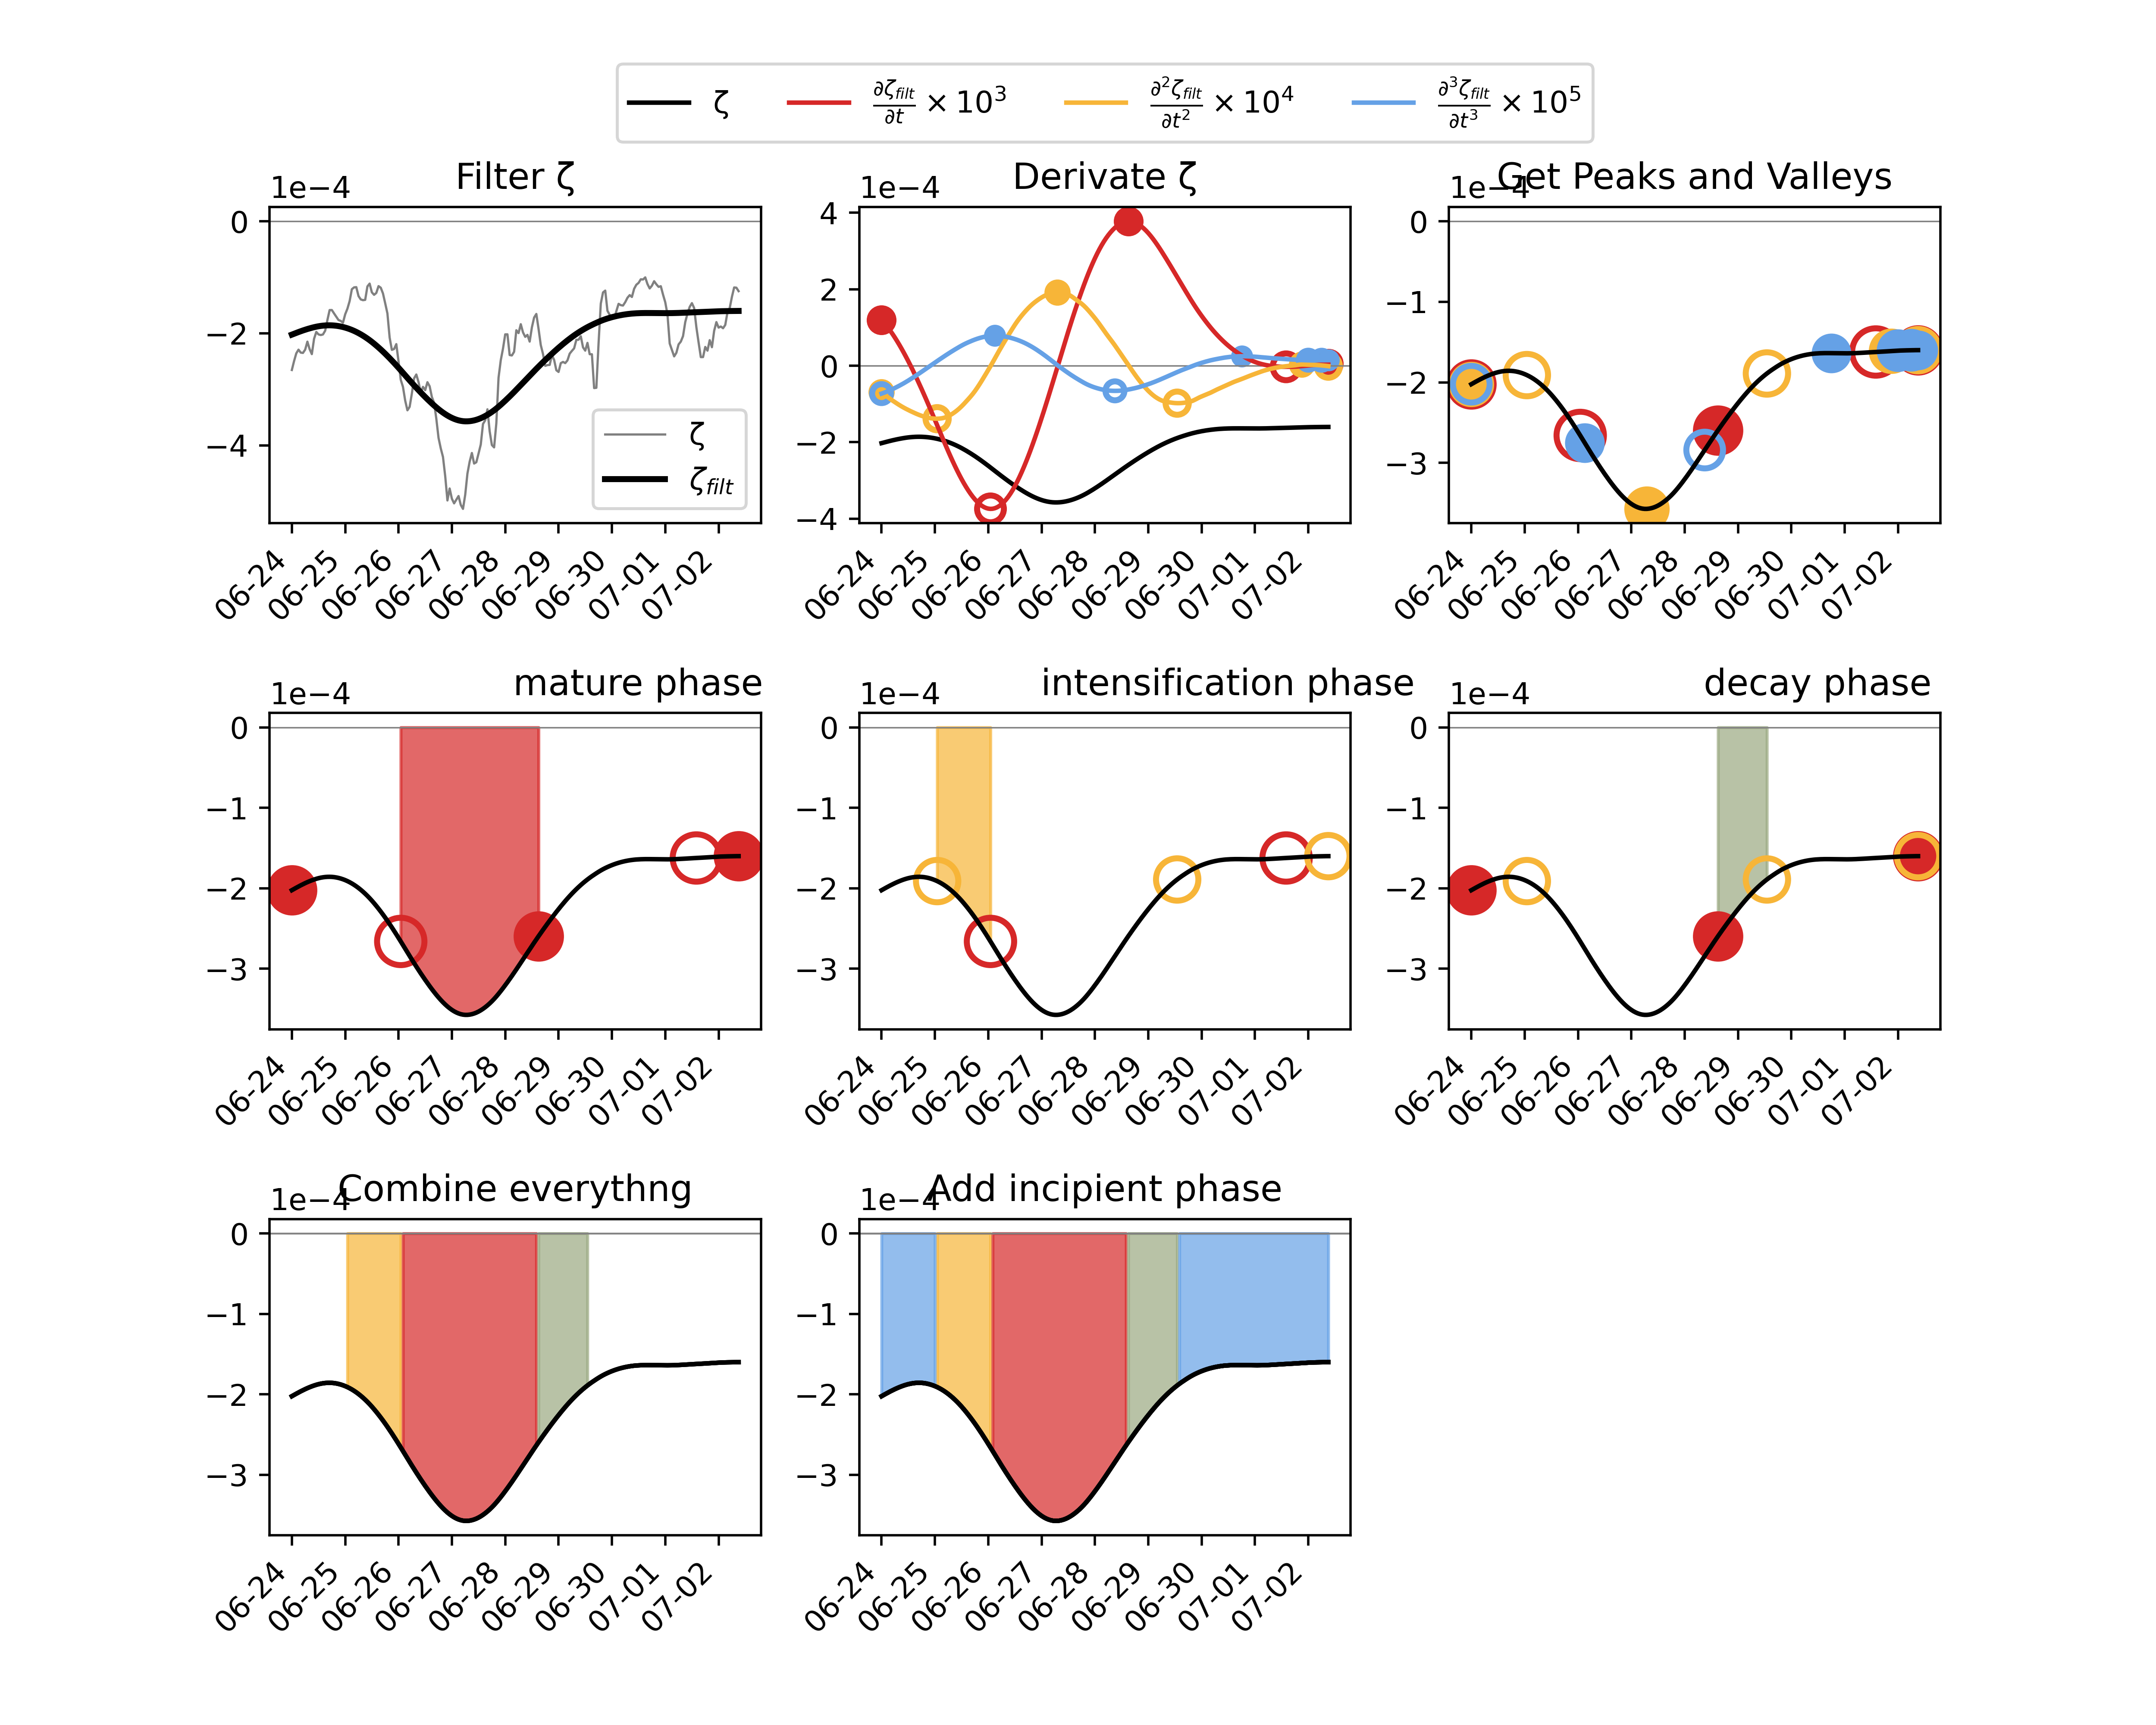 ζ ∂ζfilt/∂t × 10³ ∂²ζfilt/∂t² × 10⁴ ∂³ζfilt/∂t³ × 10⁵
Filter ζ
1e−4
0
−2
−4
ζ
ζfilt
06-24 06-25 06-26 06-27 06-28 06-29 06-30 07-01 07-02
Derivate ζ
1e−4
4
2
0
−2
−4
06-24 06-25 06-26 06-27 06-28 06-29 06-30 07-01 07-02
Get Peaks and Valleys
1e−4
0
−1
−2
−3
06-24 06-25 06-26 06-27 06-28 06-29 06-30 07-01 07-02
mature phase
1e−4
0
−1
−2
−3
06-24 06-25 06-26 06-27 06-28 06-29 06-30 07-01 07-02
intensification phase
1e−4
0
−1
−2
−3
06-24 06-25 06-26 06-27 06-28 06-29 06-30 07-01 07-02
decay phase
1e−4
0
−1
−2
−3
06-24 06-25 06-26 06-27 06-28 06-29 06-30 07-01 07-02
Combine everythng
1e−4
0
−1
−2
−3
06-24 06-25 06-26 06-27 06-28 06-29 06-30 07-01 07-02
Add incipient phase
1e−4
0
−1
−2
−3
06-24 06-25 06-26 06-27 06-28 06-29 06-30 07-01 07-02